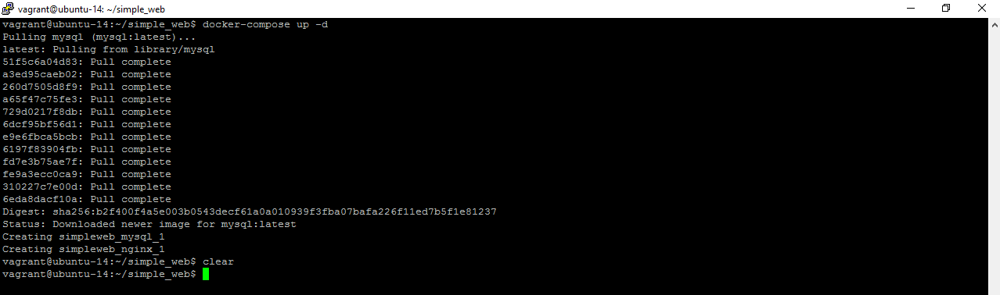 vagrant@ubuntu-14: ~/simple_web
vagrant@ubuntu-14:~/simple_web$ docker-compose up -d
Pulling mysql (mysql:latest)...
latest: Pulling from library/mysql
51f5c6a04d83: Pull complete
a3ed95caeb02: Pull complete
260d7505d8f9: Pull complete
a65f47c75fe3: Pull complete
729d0217f8db: Pull complete
6dcf95bf56d1: Pull complete
e9e6fbca5bcb: Pull complete
6197f83904fb: Pull complete
fd7e3b75ae7f: Pull complete
fe9a3ecc0ca9: Pull complete
310227c7e00d: Pull complete
6eda8dacf10a: Pull complete
Digest: sha256:b2f400f4a5e003b0543decf61a0a010939f3fba07bafa226f11ed7b5f1e81237
Status: Downloaded newer image for mysql:latest
Creating simpleweb_mysql_1
Creating simpleweb_nginx_1
vagrant@ubuntu-14:~/simple_web$ clear
vagrant@ubuntu-14:~/simple_web$